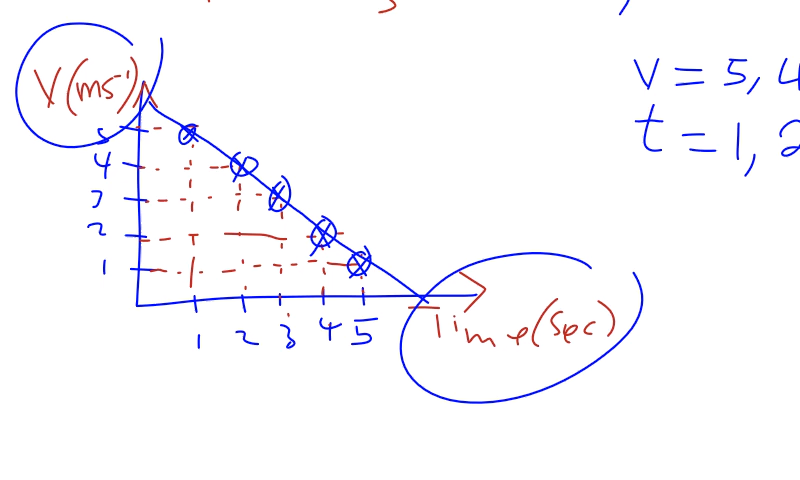 V(ms⁻¹)
v = 5, 4
t = 1, 2
5
4
3
2
1
1 2 3 4 5
Time(Sec)